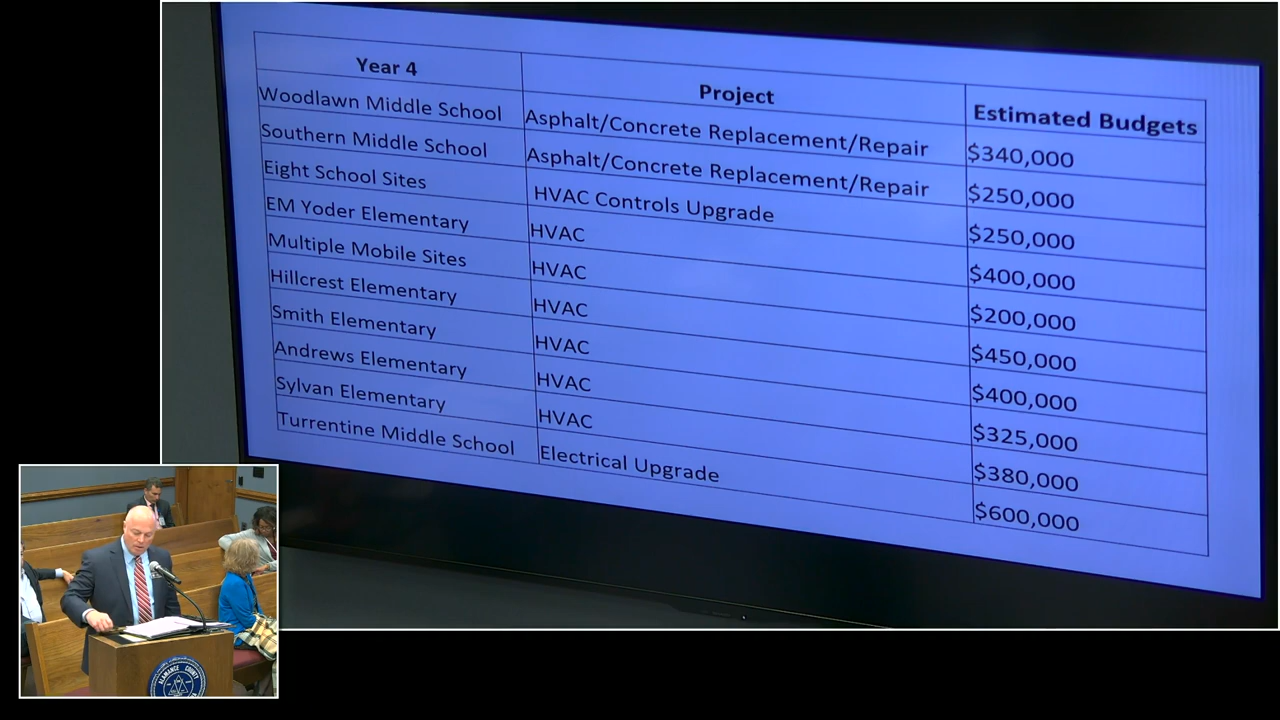 Year 4 Project Estimated Budgets
Woodlawn Middle School Asphalt/Concrete Replacement/Repair $340,000
Southern Middle School Asphalt/Concrete Replacement/Repair $250,000
Eight School Sites HVAC Controls Upgrade $250,000
EM Yoder Elementary HVAC $400,000
Multiple Mobile Sites HVAC $200,000
Hillcrest Elementary HVAC $450,000
Smith Elementary HVAC $400,000
Andrews Elementary HVAC $325,000
Sylvan Elementary HVAC $380,000
Turrentine Middle School Electrical Upgrade $600,000
ALAMANCE COUNTY